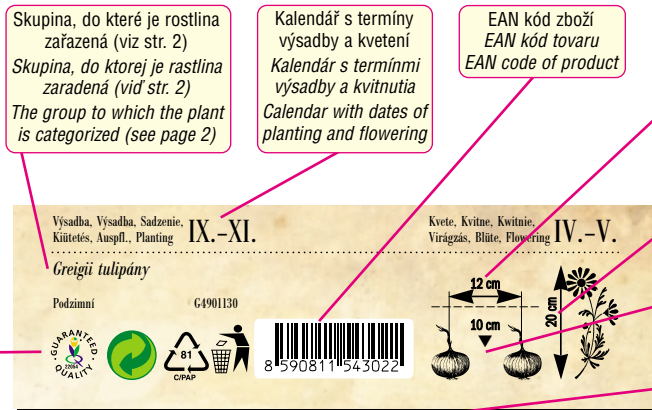 Skupina, do které je rostlina
zařazená (viz str. 2)
Skupina, do ktorej je rastlina
zaradená (viď str. 2)
The group to which the plant
is categorized (see page 2)
Kalendář s termíny
výsadby a kvetení
Kalendár s termínmi
výsadby a kvitnutia
Calendar with dates of
planting and flowering
EAN kód zboží
EAN kód tovaru
EAN code of product
Výsadba, Výsadba, Sadzenie,
Kiütetés, Auspfl., Planting IX.–XI.
Kvete, Kvitne, Kwitnie,
Virágzás, Blüte, Flowering IV.–V.
Greigii tulipány
Podzimní G4901130
12 cm
20 cm
10 cm
GUARANTEED
QUALITY
22054
81
C/PAP
8 590811 543022